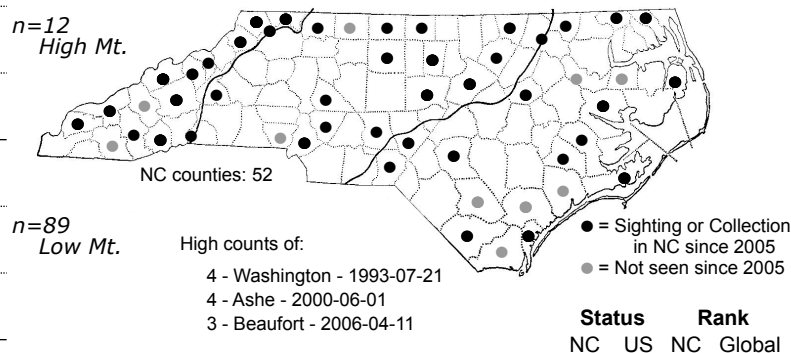 n=12
High Mt.
NC counties: 52
n=89
Low Mt.
High counts of:
4 - Washington - 1993-07-21
4 - Ashe - 2000-06-01
3 - Beaufort - 2006-04-11
= Sighting or Collection
in NC since 2005
= Not seen since 2005
Status Rank
NC US NC Global